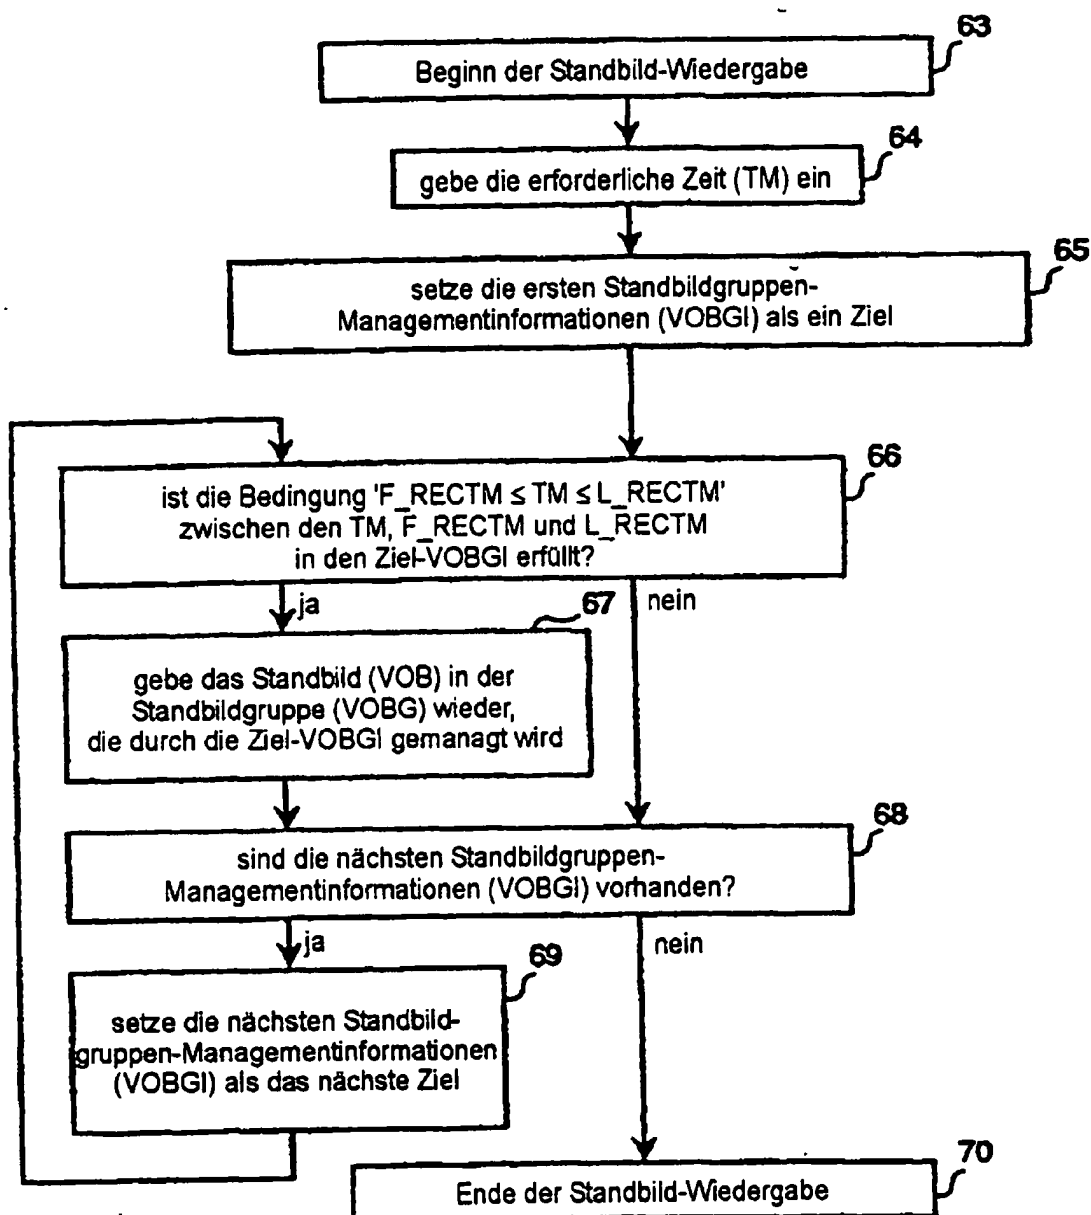 63
Beginn der Standbild-Wiedergabe
64
gebe die erforderliche Zeit (TM) ein
65
setze die ersten Standbildgruppen-
Managementinformationen (VOBGI) als ein Ziel
66
ist die Bedingung 'F_RECTM ≤ TM ≤ L_RECTM'
zwischen den TM, F_RECTM und L_RECTM
in den Ziel-VOBGI erfüllt?
ja
nein
67
gebe das Standbild (VOB) in der
Standbildgruppe (VOBG) wieder,
die durch die Ziel-VOBGI gemanagt wird
68
sind die nächsten Standbildgruppen-
Managementinformationen (VOBGI) vorhanden?
ja
nein
69
setze die nächsten Standbild-
gruppen-Managementinformationen
(VOBGI) als das nächste Ziel
70
Ende der Standbild-Wiedergabe